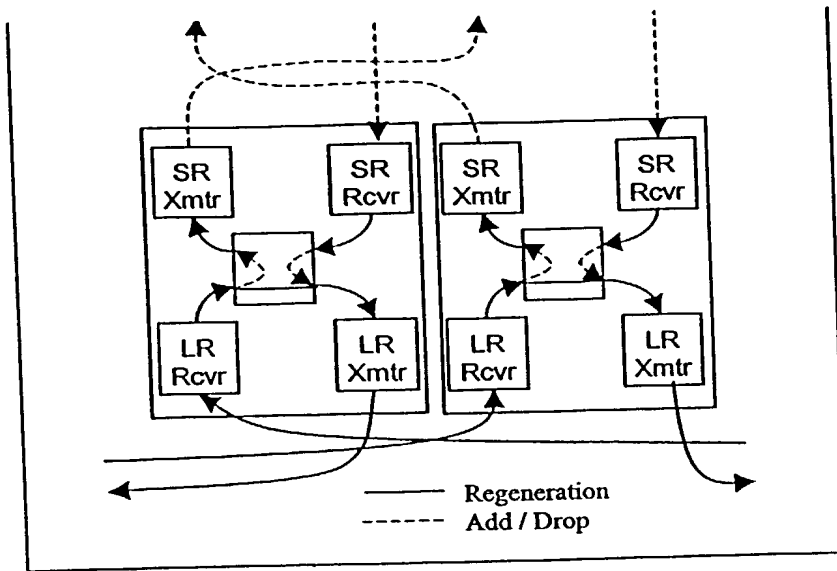 SR
Xmtr
SR
Rcvr
SR
Xmtr
SR
Rcvr
LR
Rcvr
LR
Xmtr
LR
Rcvr
LR
Xmtr
Regeneration
Add / Drop